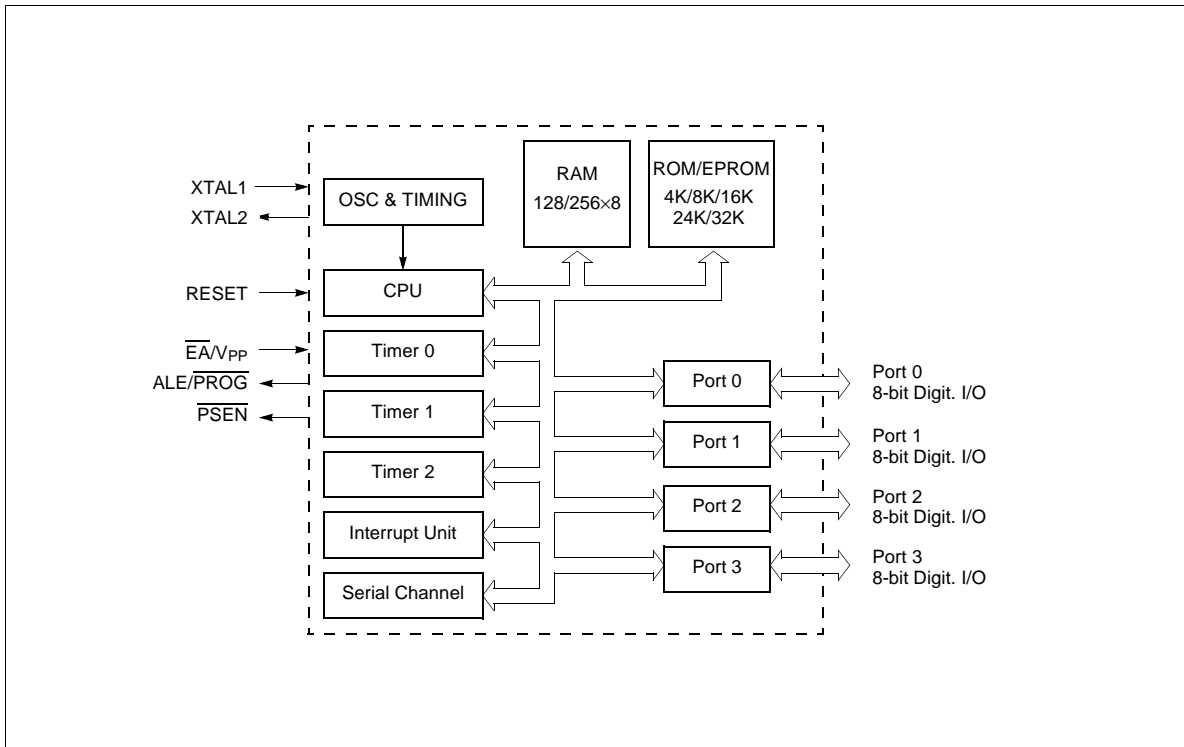 XTAL1
XTAL2
RESET
EA/VPP
ALE/PROG
PSEN
OSC & TIMING
CPU
Timer 0
Timer 1
Timer 2
Interrupt Unit
Serial Channel
RAM
128/256×8
ROM/EPROM
4K/8K/16K
24K/32K
Port 0
Port 1
Port 2
Port 3
Port 0
8-bit Digit. I/O
Port 1
8-bit Digit. I/O
Port 2
8-bit Digit. I/O
Port 3
8-bit Digit. I/O